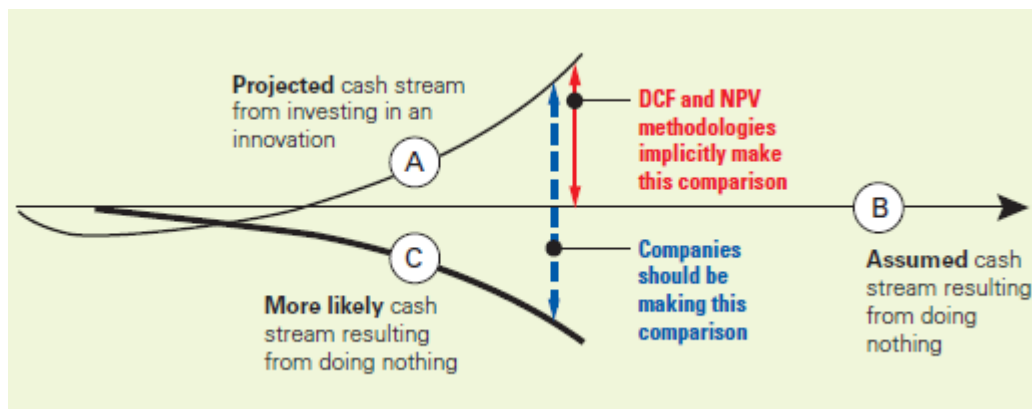 Projected cash stream
from investing in an
innovation
A
DCF and NPV
methodologies
implicitly make
this comparison
B
C
More likely cash
stream resulting
from doing nothing
Companies
should be
making this
comparison
Assumed cash
stream resulting
from doing
nothing